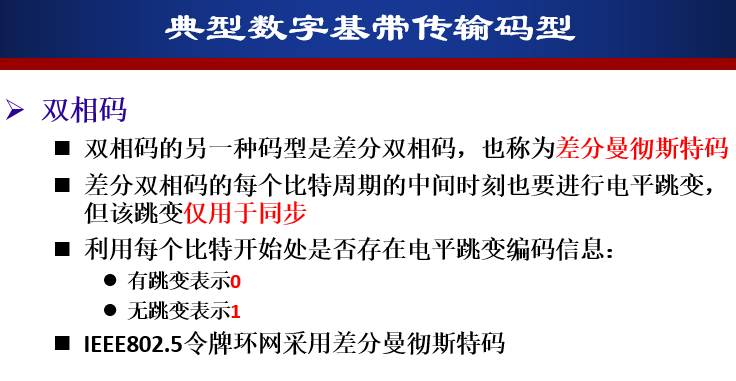 典型数字基带传输码型
双相码
双相码的另一种码型是差分双相码，也称为差分曼彻斯特码
差分双相码的每个比特周期的中间时刻也要进行电平跳变，
但该跳变仅用于同步
利用每个比特开始处是否存在电平跳变编码信息：
有跳变表示0
无跳变表示1
IEEE802.5令牌环网采用差分曼彻斯特码